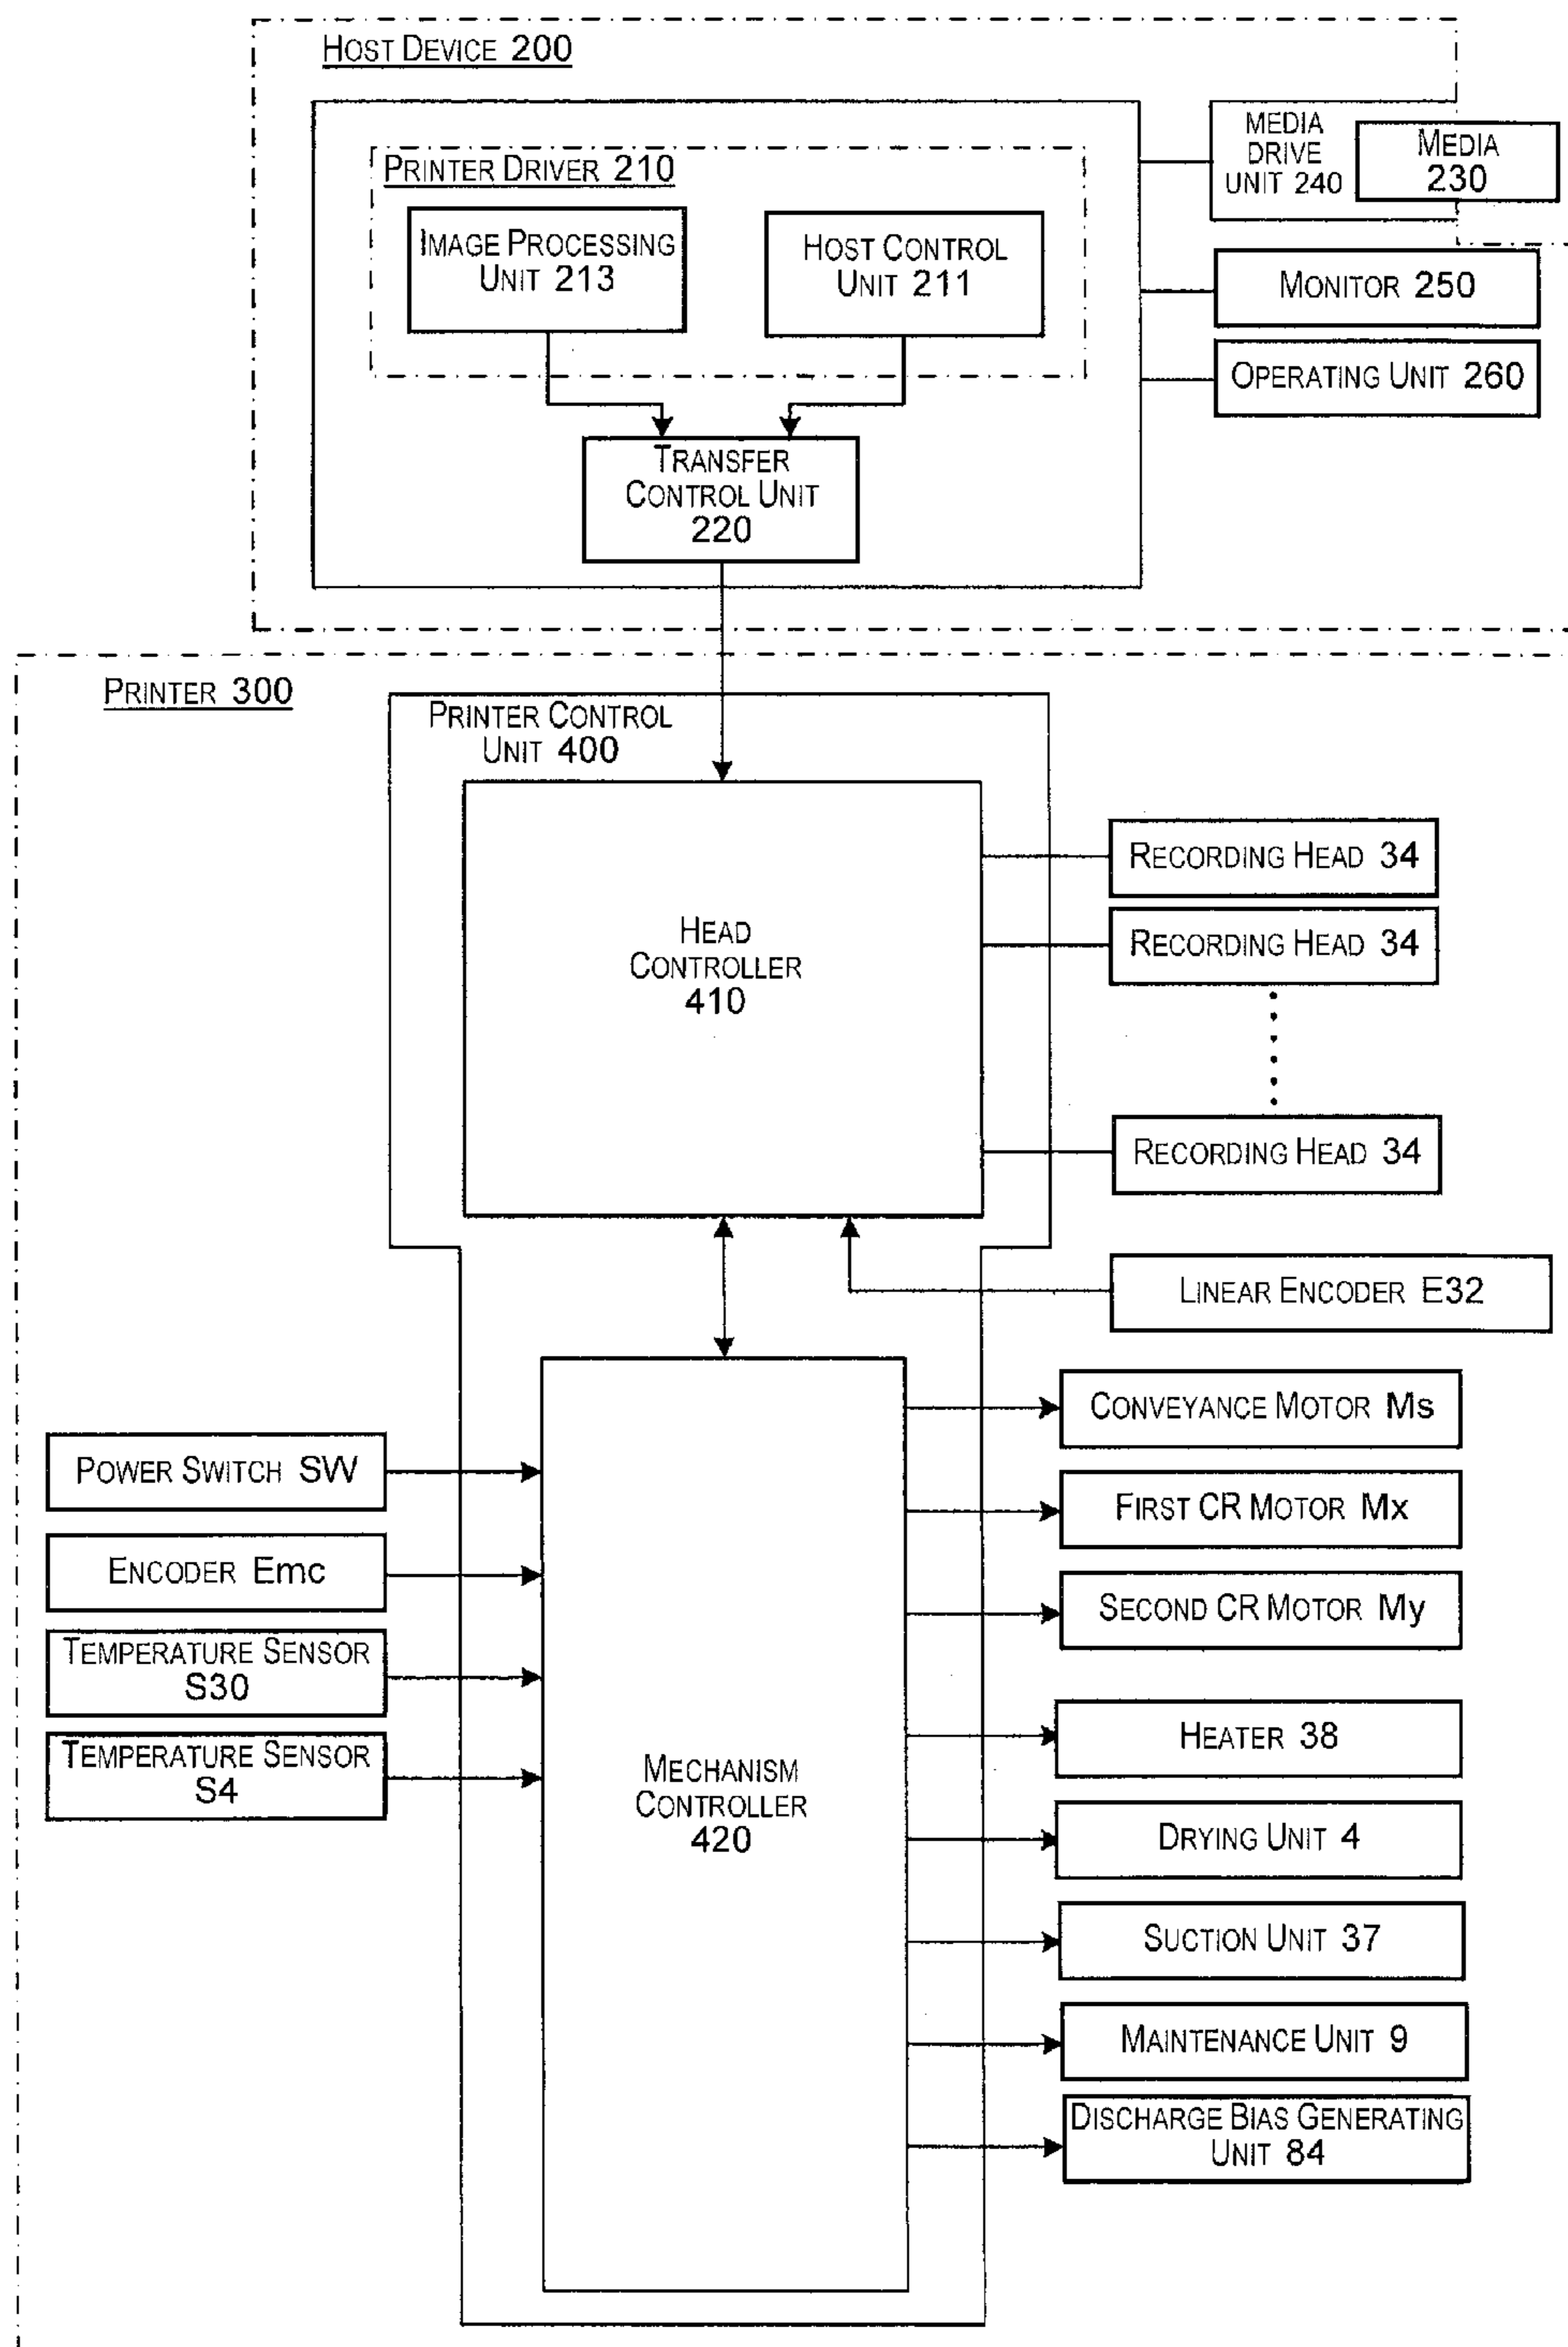 HOST DEVICE 200
PRINTER DRIVER 210
IMAGE PROCESSING
UNIT 213
HOST CONTROL
UNIT 211
TRANSFER
CONTROL UNIT
220
MEDIA
DRIVE
UNIT 240
MEDIA
230
MONITOR 250
OPERATING UNIT 260
PRINTER 300
PRINTER CONTROL
UNIT 400
HEAD
CONTROLLER
410
RECORDING HEAD 34
RECORDING HEAD 34
RECORDING HEAD 34
LINEAR ENCODER E32
POWER SWITCH SW
ENCODER Emc
TEMPERATURE SENSOR
S30
TEMPERATURE SENSOR
S4
MECHANISM
CONTROLLER
420
CONVEYANCE MOTOR Ms
FIRST CR MOTOR Mx
SECOND CR MOTOR My
HEATER 38
DRYING UNIT 4
SUCTION UNIT 37
MAINTENANCE UNIT 9
DISCHARGE BIAS GENERATING
UNIT 84